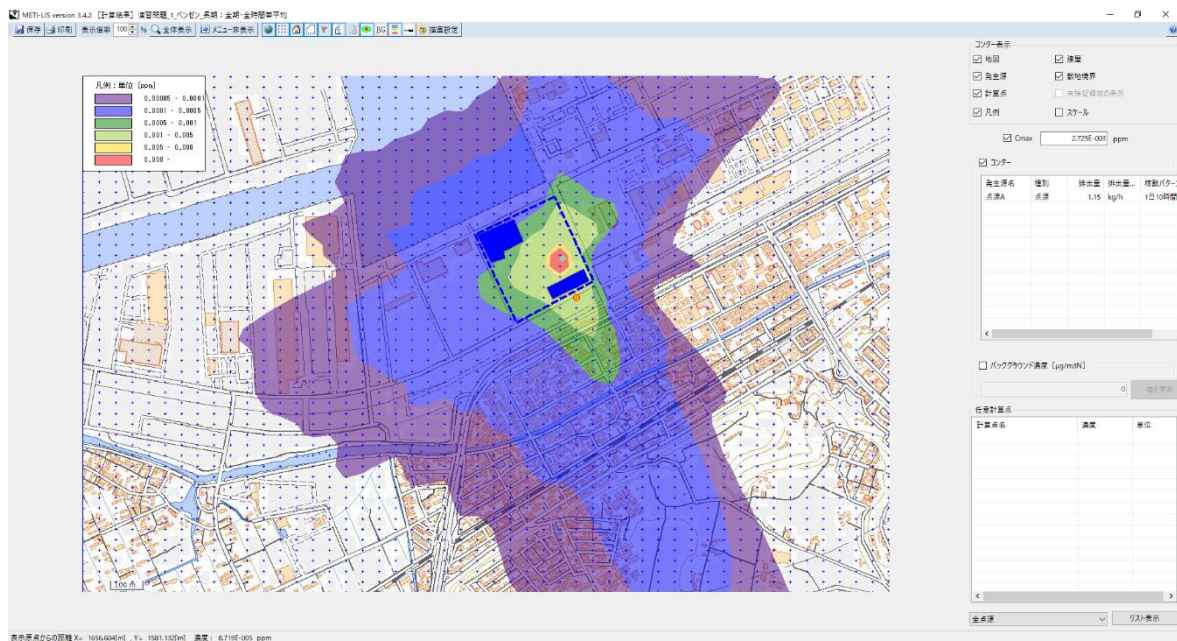 METI-LIS version 3.4.2 【計算結果】 演習問題_1_ベンゼン_長期：全期・全時間帯平均
保存 印刷 表示倍率 100 % 全体表示 メニュー非表示 BG 描画設定
凡例：単位 [ppm]
0.00005 - 0.0001
0.0001 - 0.0005
0.0005 - 0.001
0.001 - 0.005
0.005 - 0.008
0.008 -
100 m
コンター表示
地図 建屋
発生源 敷地境界
計算点 点検証領域の表示
凡例 スケール
Cmax 2.725E-003 ppm
コンター
発生源名 種別 排出量 排出量... 稼動パターン
点源A 点源 1.15 kg/h 1日10時間
バックグラウンド濃度 [μg/m3N]
0 値を更新
任意計算点
計算点名 濃度 単位
全点源 リスト表示
表示原点からの距離 X= 1656.604[m] , Y= 1581.132[m] 濃度： 8.719E-005 ppm